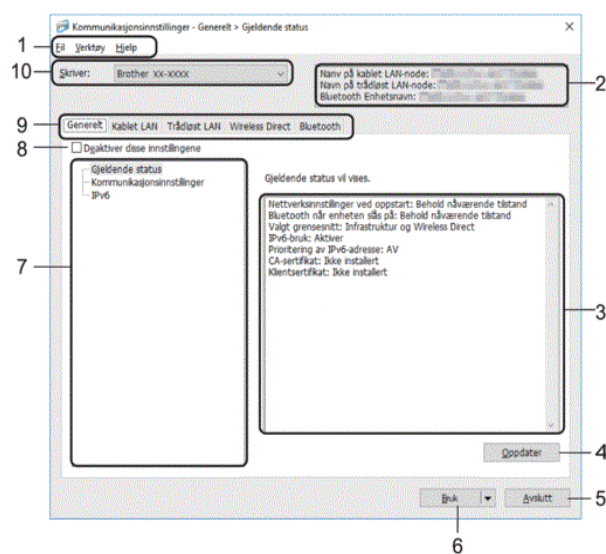 Kommunikasjonsinnstillinger - Generelt > Gjeldende status
1
Fil Verktøy Hjelp
10
Skriver: Brother XX-XXXX
Nanv på kablet LAN-node:
Navn på trådløst LAN-node:
Bluetooth Enhetsnavn:
2
9
Generelt Kablet LAN Trådløst LAN Wireless Direct Bluetooth
8
Deaktiver disse innstillingene
Gjeldende status
Kommunikasjonsinnstillinger
IPv6
7
Gjeldende status vil vises.
Nettverksinnstillinger ved oppstart: Behold nåværende tilstand
Bluetooth når enheten slås på: Behold nåværende tilstand
Valgt grensesnitt: Infrastruktur og Wireless Direct
IPv6-bruk: Aktiver
Prioritering av IPv6-adresse: AV
CA-sertifikat: Ikke installert
Klientsertifikat: Ikke installert
3
Oppdater
4
Bruk
Avslutt
5
6